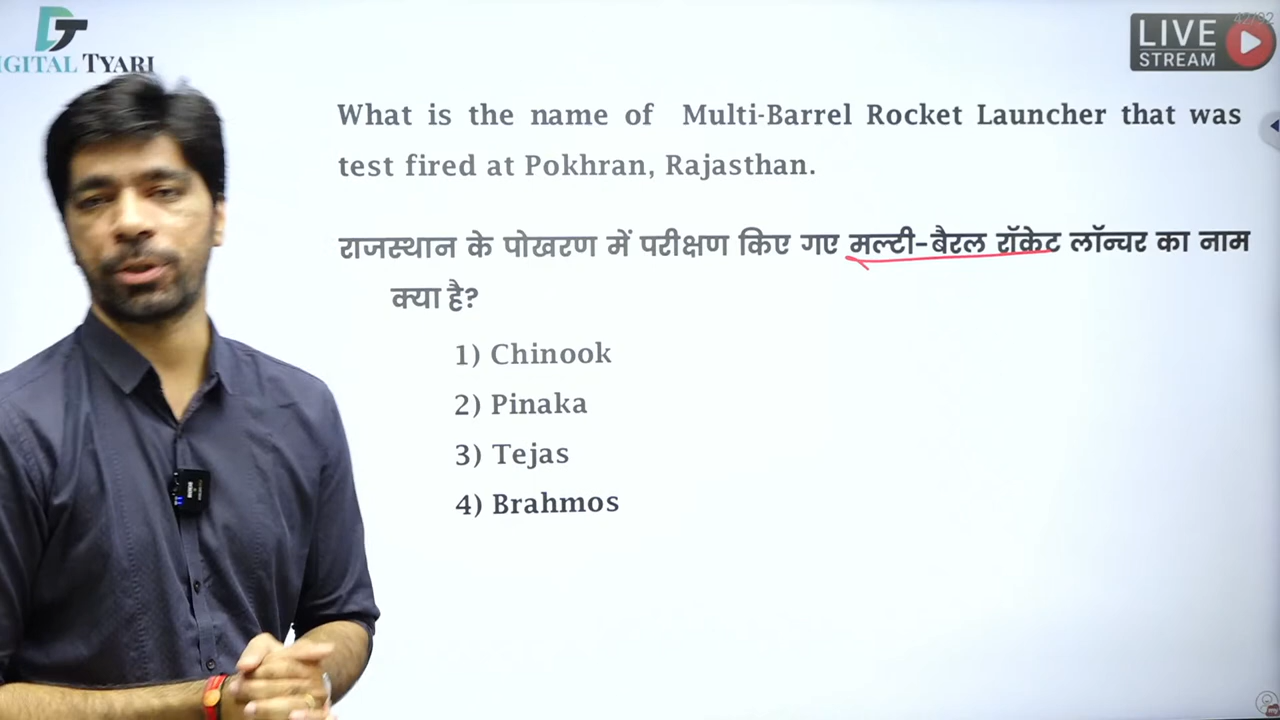 DT
IGITAL TYARI
LIVE
STREAM
What is the name of Multi-Barrel Rocket Launcher that was
test fired at Pokhran, Rajasthan.
राजस्थान के पोखरण में परीक्षण किए गए मल्टी-बैरल रॉकेट लॉन्चर का नाम
क्या है?
1) Chinook
2) Pinaka
3) Tejas
4) Brahmos